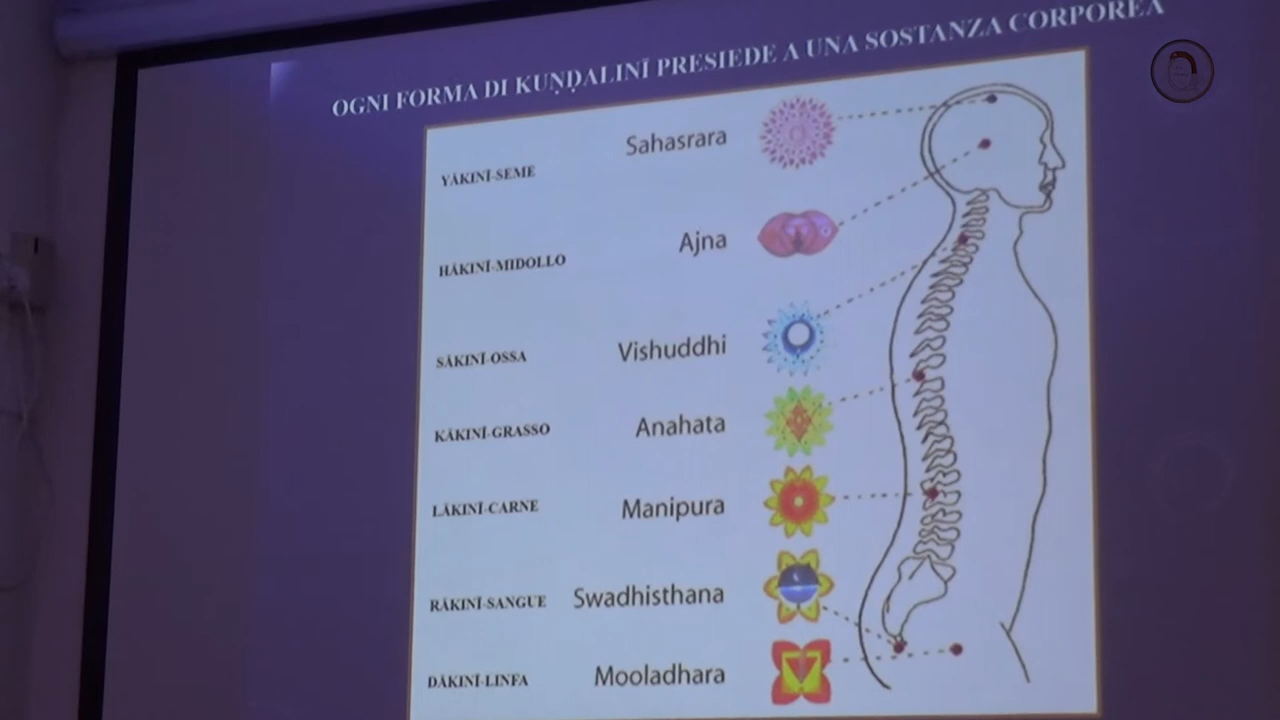 OGNI FORMA DI KUṆḌALINĪ PRESIEDE A UNA SOSTANZA CORPOREA
Sahasrara
YĀKINĪ-SEME
Ajna
HĀKINĪ-MIDOLLO
Vishuddhi
SĀKINĪ-OSSA
Anahata
KĀKINĪ-GRASSO
Manipura
LĀKINĪ-CARNE
RĀKINĪ-SANGUE Swadhisthana
ḌĀKINĪ-LINFA Mooladhara